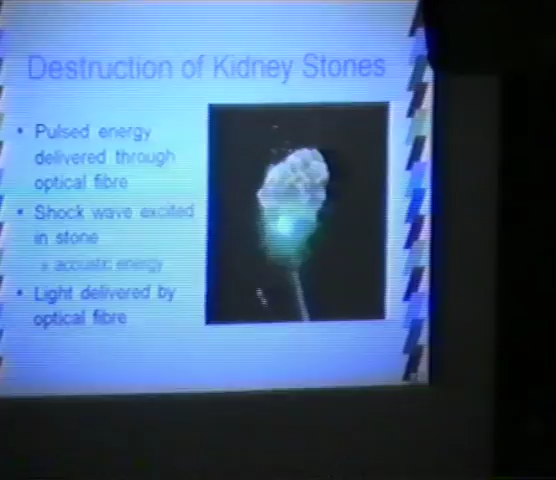 Destruction of Kidney Stones
• Pulsed energy
delivered through
optical fibre
• Shock wave excited
in stone
» acoustic energy
• Light delivered by
optical fibre